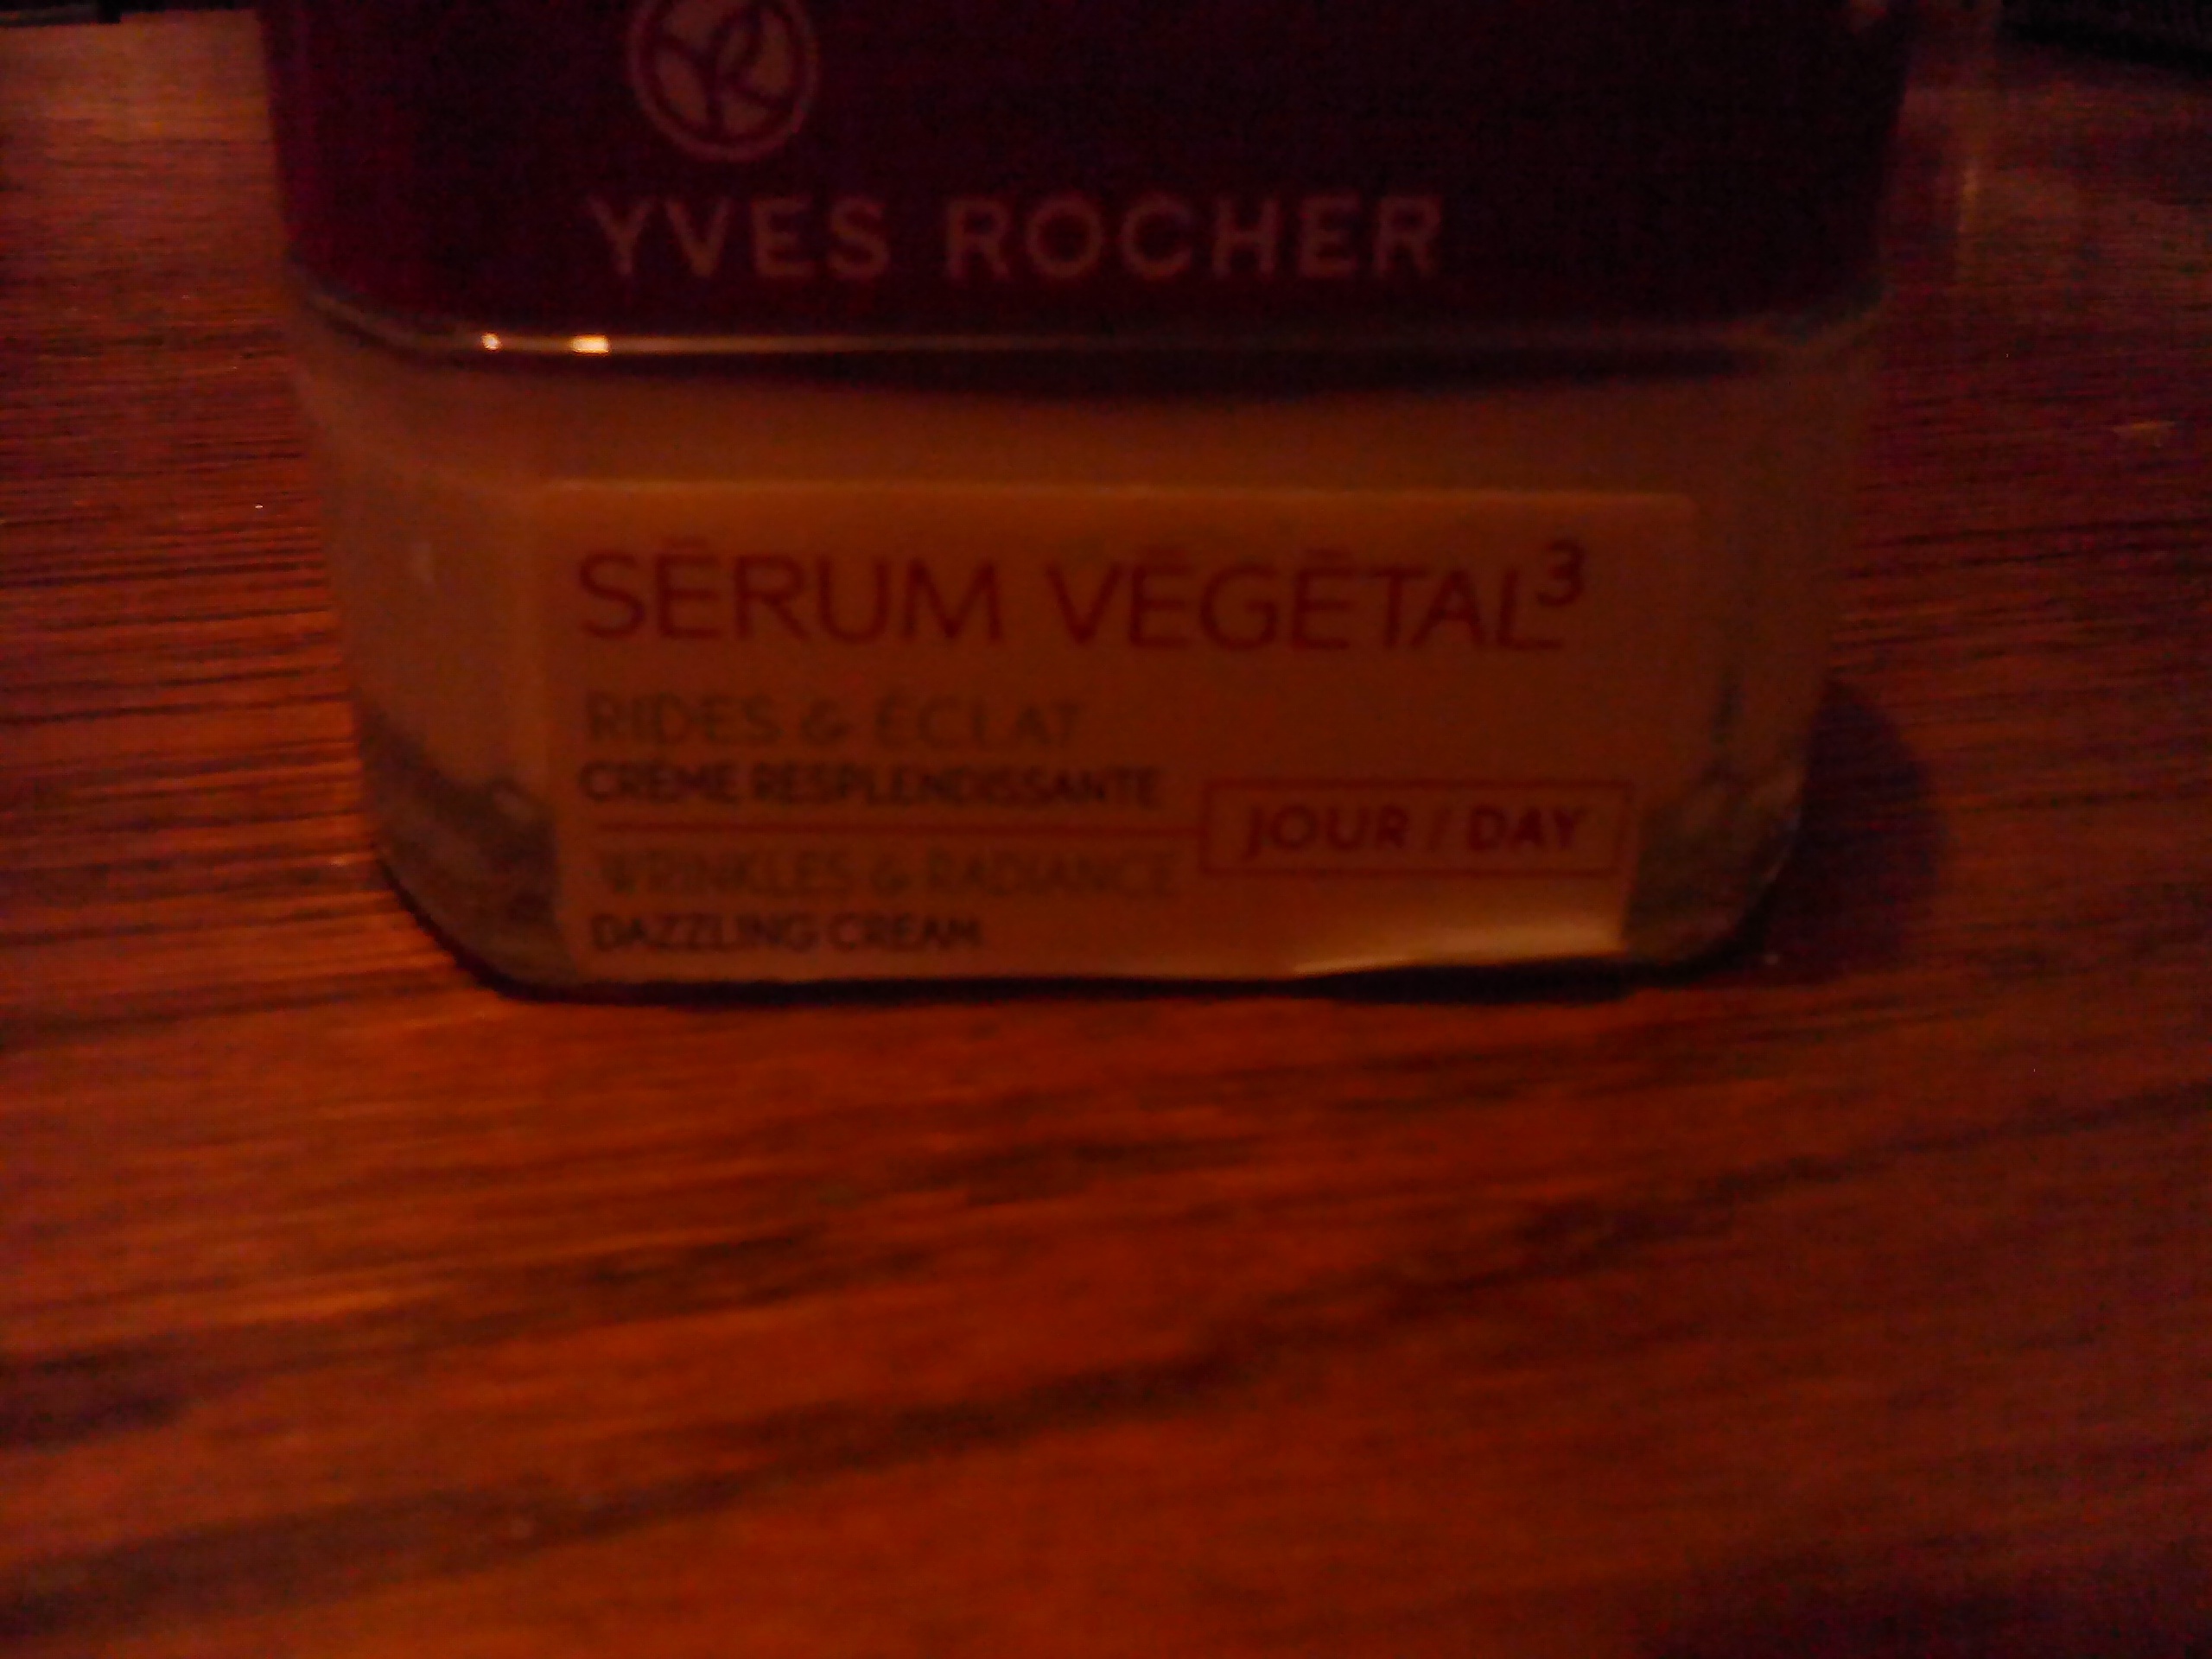 YVES ROCHER
SÉRUM VÉGÉTAL³
RIDES & ÉCLAT
CRÈME RESPLENDISSANTE
JOUR / DAY
WRINKLES & RADIANCE
DAZZLING CREAM